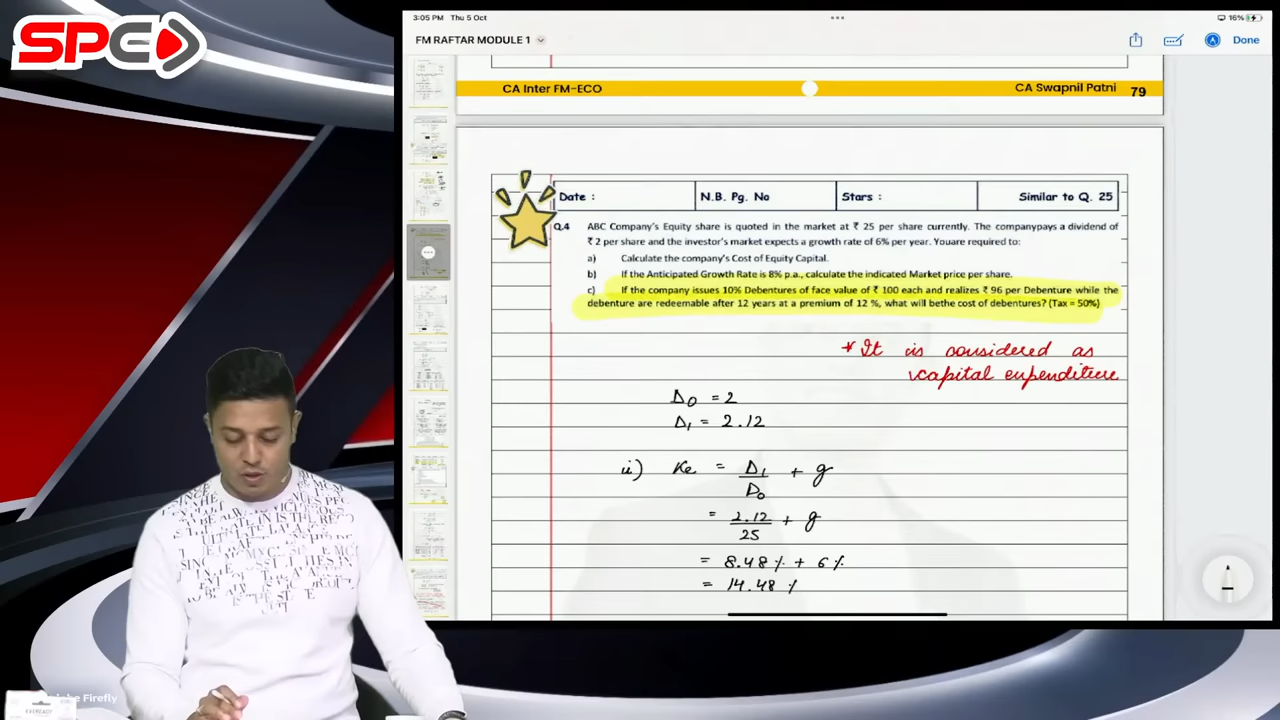 SPE
3:05 PM Thu 5 Oct
16%
FM RAFTAR MODULE 1
Done
CA Inter FM-ECO
CA Swapnil Patni 79
Date :
N.B. Pg. No
Stars :
Similar to Q. 25
Q.4 ABC Company's Equity share is quoted in the market at ₹ 25 per share currently. The companypays a dividend of
₹ 2 per share and the investor's market expects a growth rate of 6% per year. Youare required to:
a) Calculate the company's Cost of Equity Capital.
b) If the Anticipated Growth Rate is 8% p.a., calculate the indicated Market price per share.
c) If the company issues 10% Debentures of face value of ₹ 100 each and realizes ₹ 96 per Debenture while the
debenture are redeemable after 12 years at a premium of 12 %, what will bethe cost of debentures? (Tax = 50%)
* It is considered as
capital expenditure
D0 = 2
D1 = 2.12
ii) Ke = D1 / D0 + g
= 2.12 / 25 + g
= 8.48 % + 6 %
= 14.48 %
Firefly